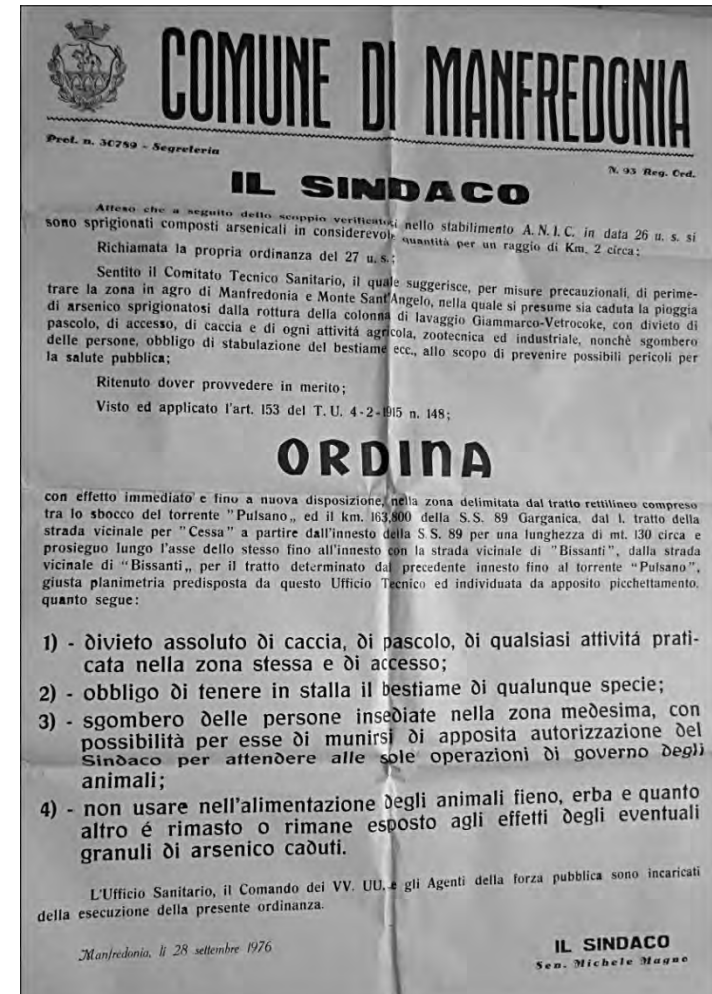 COMUNE DI MANFREDONIA
Prot. n. 30789 - Segreteria
N. 93 Reg. Ord.
IL SINDACO
Atteso che a seguito dello scoppio verificatosi nello stabilimento A. N. I. C. in data 26 u. s. si
sono sprigionati composti arsenicali in considerevole quantità per un raggio di Km. 2 circa;
Richiamata la propria ordinanza del 27 u. s.;
Sentito il Comitato Tecnico Sanitario, il quale suggerisce, per misure precauzionali, di perime-
trare la zona in agro di Manfredonia e Monte Sant'Angelo, nella quale si presume sia caduta la pioggia
di arsenico sprigionatosi dalla rottura della colonna di lavaggio Giammarco-Vetrocoke, con divieto di
pascolo, di accesso, di caccia e di ogni attività agricola, zootecnica ed industriale, nonchè sgombero
delle persone, obbligo di stabulazione del bestiame ecc., allo scopo di prevenire possibili pericoli per
la salute pubblica;
Ritenuto dover provvedere in merito;
Visto ed applicato l'art. 153 del T. U. 4-2-1915 n. 148;
ORDINA
con effetto immediato e fino a nuova disposizione, nella zona delimitata dal tratto rettilineo compreso
tra lo sbocco del torrente "Pulsano„ ed il km. 163,800 della S. S. 89 Garganica, dal I. tratto della
strada vicinale per "Cessa" a partire dall'innesto della S. S. 89 per una lunghezza di mt. 130 circa e
prosieguo lungo l'asse dello stesso fino all'innesto con la strada vicinale di "Bissanti", dalla strada
vicinale di "Bissanti„ per il tratto determinato dal precedente innesto fino al torrente "Pulsano",
giusta planimetria predisposta da questo Ufficio Tecnico ed individuata da apposito picchettamento,
quanto segue:
1) - divieto assoluto di caccia, di pascolo, di qualsiasi attivitá prati-
cata nella zona stessa e di accesso;
2) - obbligo di tenere in stalla il bestiame di qualunque specie;
3) - sgombero delle persone insediate nella zona medesima, con
possibilità per esse di munirsi di apposita autorizzazione del
Sindaco per attendere alle sole operazioni di governo degli
animali;
4) - non usare nell'alimentazione degli animali fieno, erba e quanto
altro é rimasto o rimane esposto agli effetti degli eventuali
granuli di arsenico caduti.
L'Ufficio Sanitario, il Comando dei VV. UU. e gli Agenti della forza pubblica sono incaricati
della esecuzione della presente ordinanza.
Manfredonia, lì 28 settembre 1976
IL SINDACO
Sen. Michele Magno